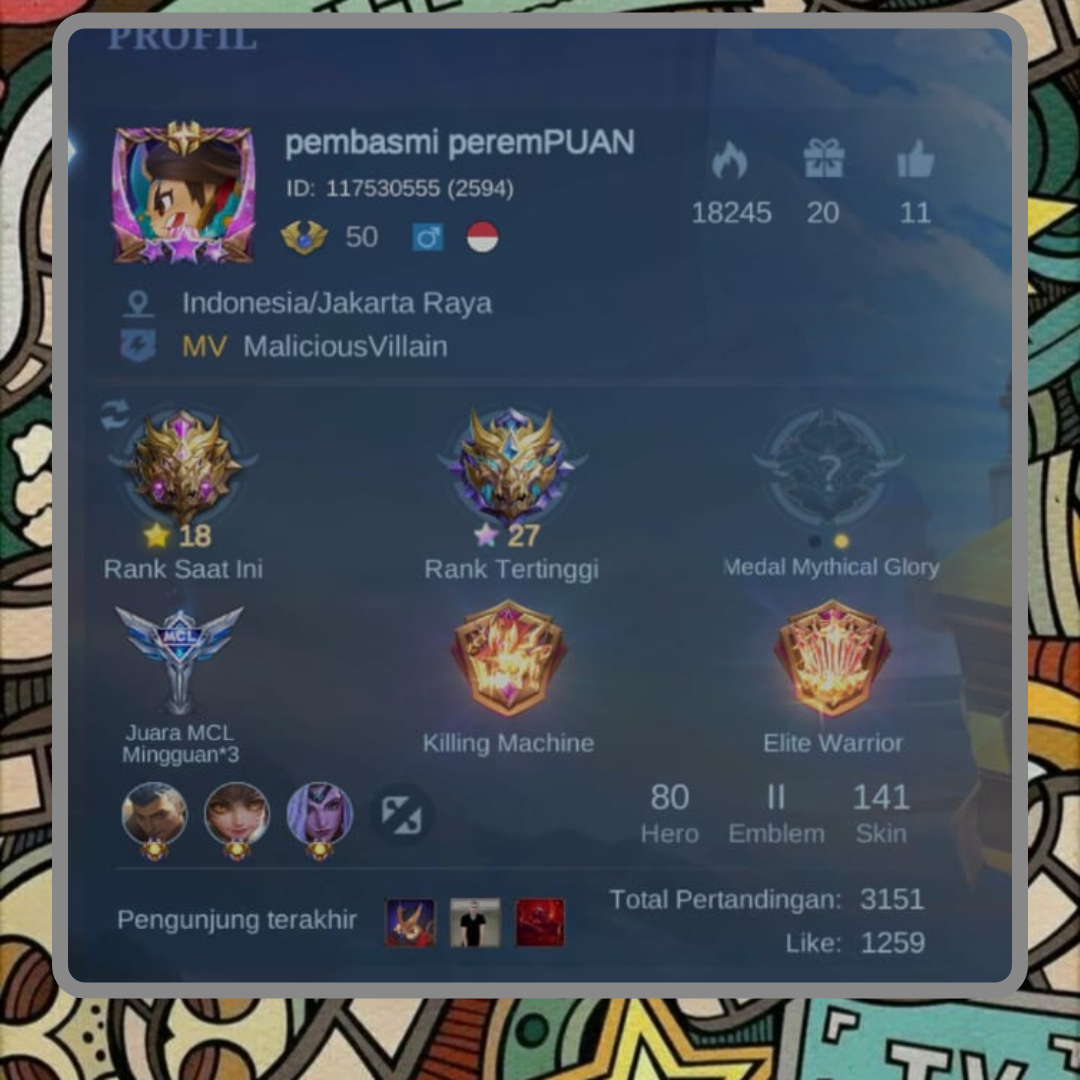 THE
PROFIL
pembasmi peremPUAN
ID: 117530555 (2594)
50
18245 20 11
Indonesia/Jakarta Raya
MV MaliciousVillain
18 27 ?
Rank Saat Ini Rank Tertinggi Medal Mythical Glory
MCL
Juara MCL
Mingguan*3
Killing Machine Elite Warrior
80 II 141
Hero Emblem Skin
Pengunjung terakhir
Total Pertandingan: 3151
Like: 1259
TV